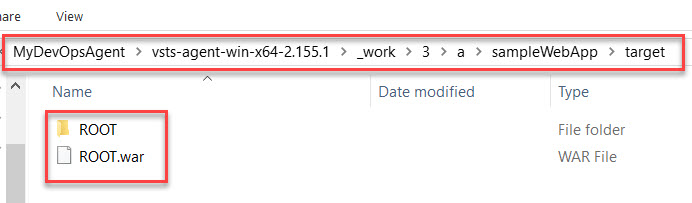 Share View
MyDevOpsAgent > vsts-agent-win-x64-2.155.1 > _work > 3 > a > sampleWebApp > target
Name Date modified Type
ROOT File folder
ROOT.war WAR File